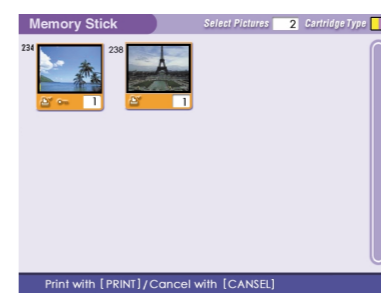 Memory Stick Select Pictures 2 Cartridge Type
234 238
1 1
Print with [PRINT]/Cancel with [CANSEL]